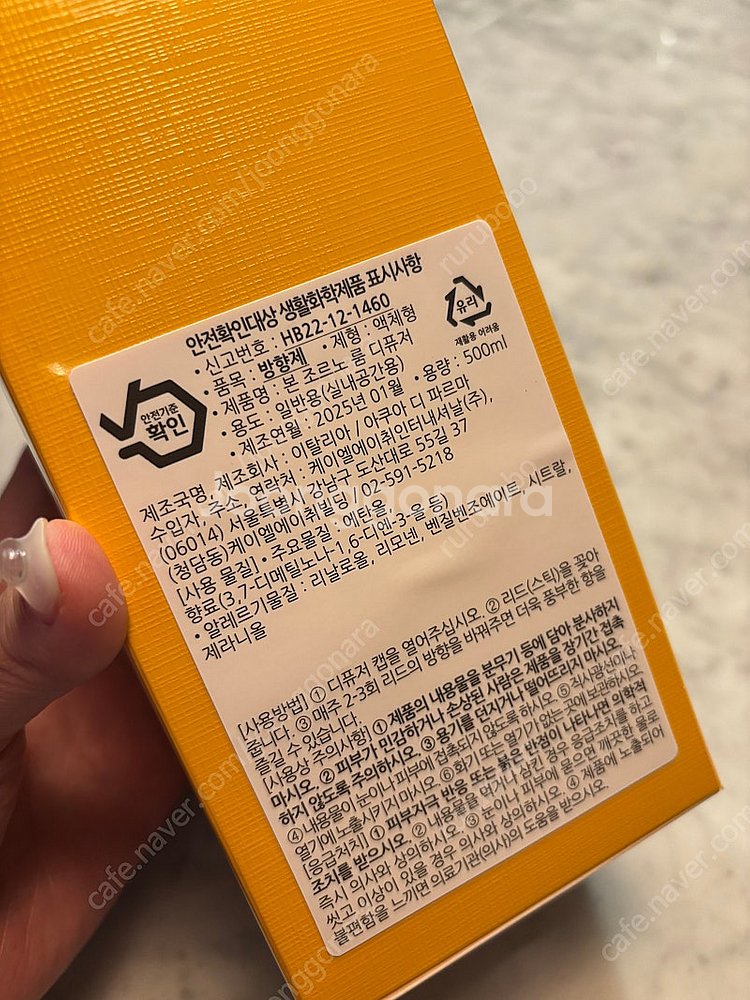 안전확인대상 생활화학제품 표시사항
• 신고번호 : HB22-12-1460
• 품목 : 방향제 • 제형 : 액체형
• 제품명 : 본 조르노 룸 디퓨저
• 용도 : 일반용(실내공간용)
• 제조연월 : 2025년 01월 • 용량 : 500ml
안전기준
확인
유리
재활용 어려움
제조국명, 제조회사 : 이탈리아 / 아쿠아 디 파르마
수입자, 주소, 연락처 : 케이엘에이취인터내셔날(주),
(06014) 서울특별시 강남구 도산대로 55길 37
(청담동)케이엘에이취빌딩 / 02-591-5218
[사용 물질] • 주요물질 : 에탄올,
향료(3,7-디메틸노나-1,6-디엔-3-올 등)
• 알레르기물질 : 리날로올, 리모넨, 벤질벤조에이트, 시트랄,
제라니올
[사용방법] ① 디퓨저 캡을 열어주십시오. ② 리드(스틱)을 꽂아
줍니다. ③ 매주 2-3회 리드의 방향을 바꿔주면 더욱 풍부한 향을
즐길 수 있습니다.
[사용상 주의사항] ① 제품의 내용물을 분무기 등에 담아 분사하지
마시오. ② 피부가 민감하거나 손상된 사람은 제품을 장기간 접촉
하지 않도록 주의하시오. ③ 용기를 던지거나 떨어뜨리지 마시오.
④ 내용물이 눈이나 피부에 접촉되지 않도록 하시오. ⑤ 직사광선이나
열기에 노출시키지 마시오. ⑥ 화기 또는 열기가 없는 곳에 보관하시오.
[응급처치] ① 피부자극 반응 또는 붉은 반점이 나타나면 의학적
조치를 받으시오. ② 내용물을 먹거나 삼킨 경우 응급조치를 하고
즉시 의사와 상의하시오. ③ 눈이나 피부에 묻으면 깨끗한 물로
씻고 이상이 있을 경우 의사와 상의하시오. ④ 제품에 노출되어
불편함을 느끼면 의료기관(의사)의 도움을 받으시오.
joonggonara
cafe.naver.com/joonggonara
rurubobo